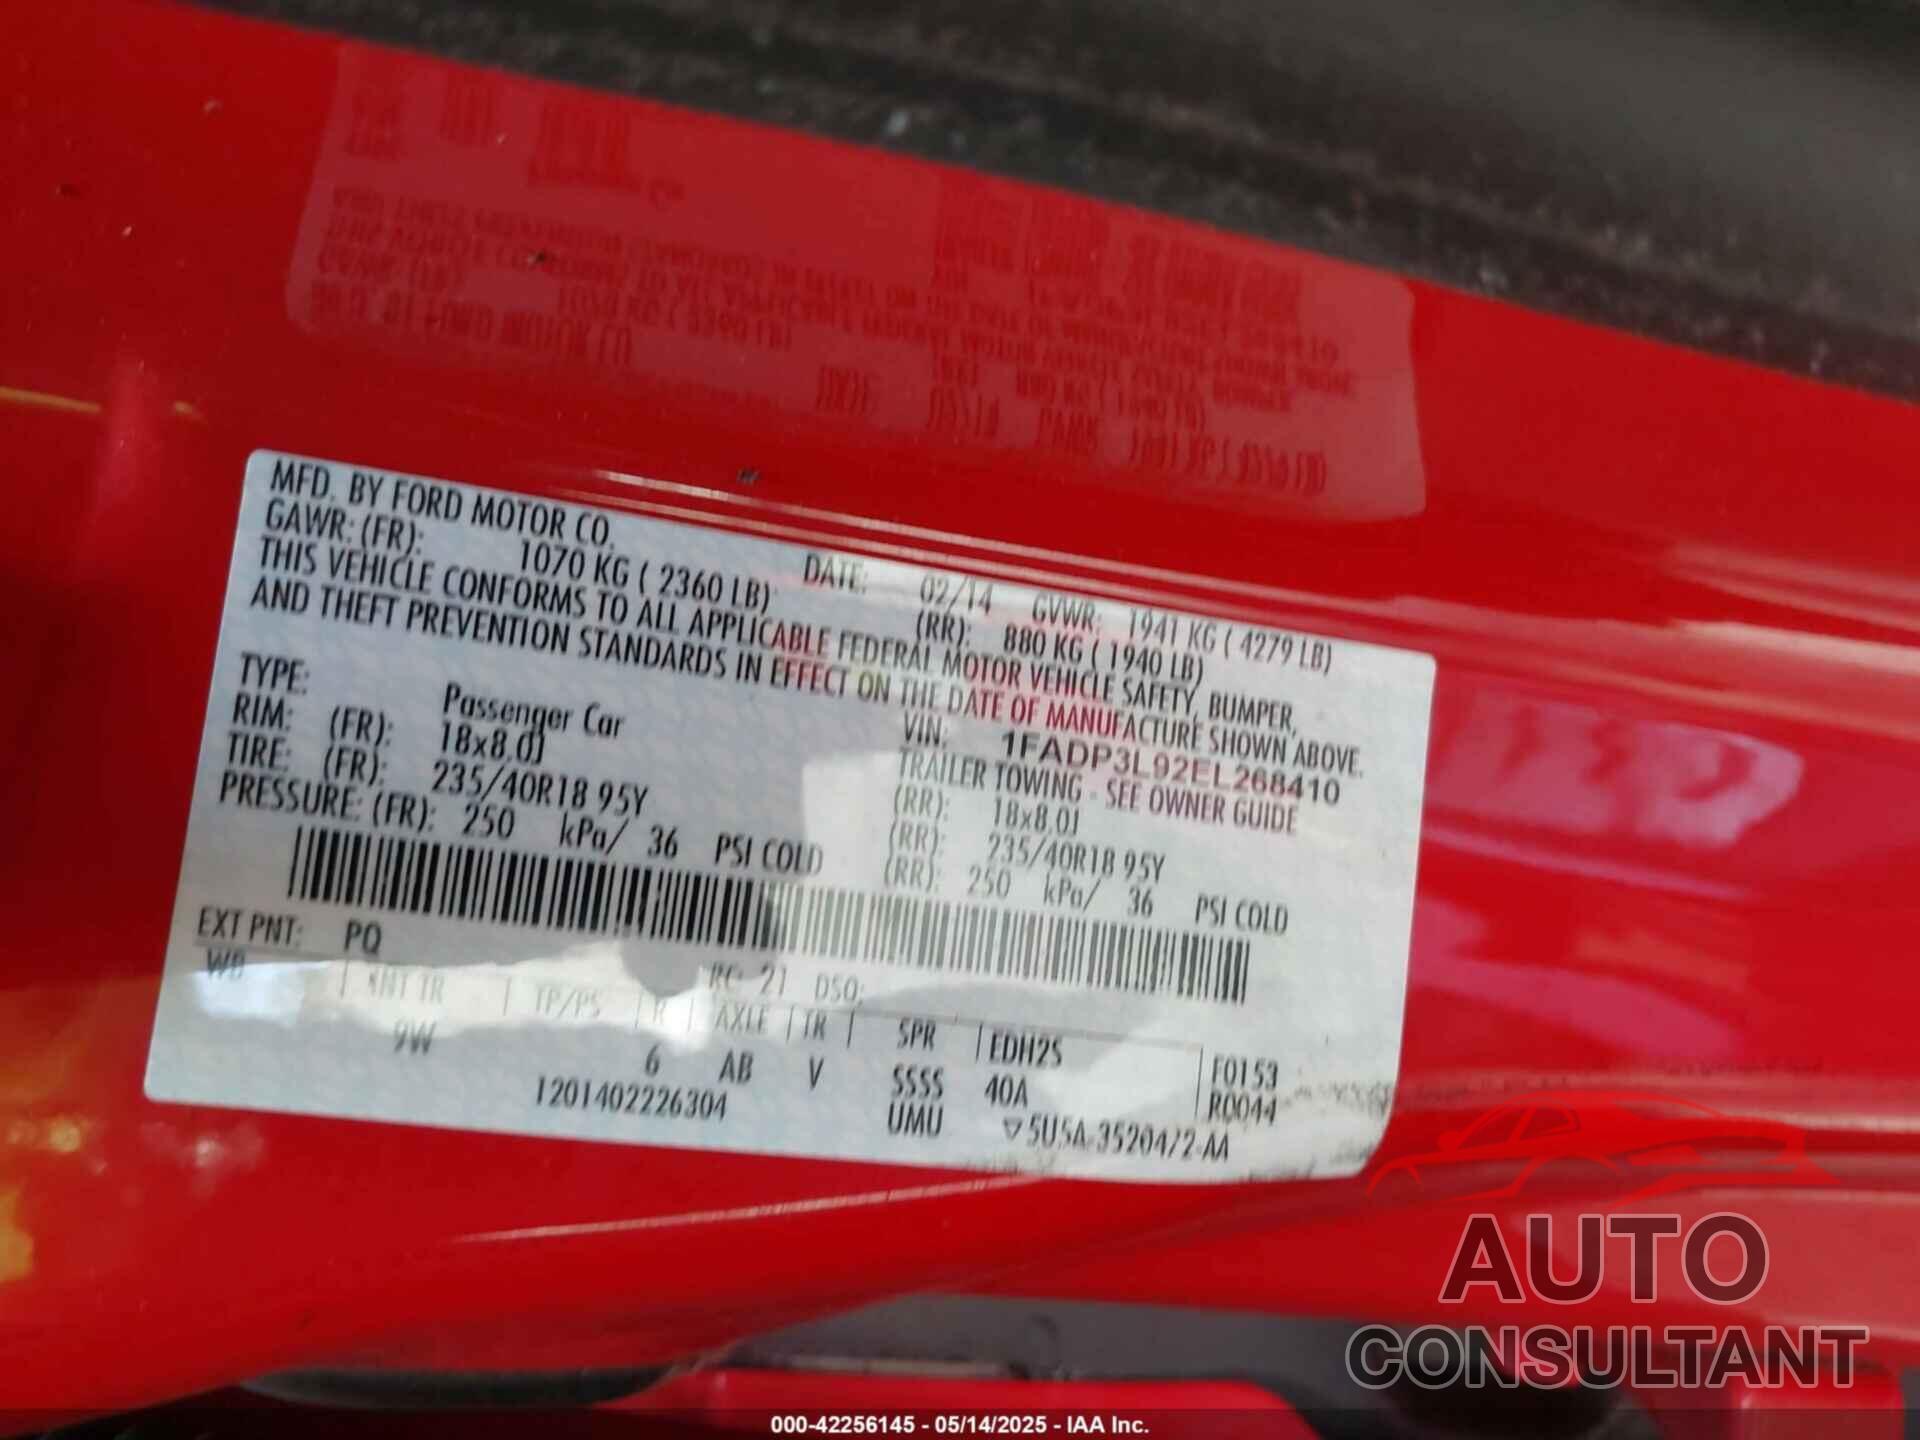 MFD. BY FORD MOTOR CO.
DATE: 02/14 GVWR: 1941 KG ( 4279 LB)
GAWR: (FR): 1070 KG ( 2360 LB) (RR): 880 KG ( 1940 LB)
THIS VEHICLE CONFORMS TO ALL APPLICABLE FEDERAL MOTOR VEHICLE SAFETY, BUMPER,
AND THEFT PREVENTION STANDARDS IN EFFECT ON THE DATE OF MANUFACTURE SHOWN ABOVE.
VIN: 1FADP3L92EL268410
TYPE: Passenger Car TRAILER TOWING - SEE OWNER GUIDE
RIM: (FR): 18x8.0J (RR): 18x8.0J
TIRE: (FR): 235/40R18 95Y (RR): 235/40R18 95Y
PRESSURE: (FR): 250 kPa/ 36 PSI COLD (RR): 250 kPa/ 36 PSI COLD
EXT PNT: PQ RC: 21 DSO:
WB INT TR TP/PS R AXLE TR SPR EDH2S F0153
9W 6 AB V SSSS 40A R0044
1201402226304 UMU ▽5U5A-3520472-AA
AUTO
CONSULTANT
000-42256145 - 05/14/2025 - IAA Inc.